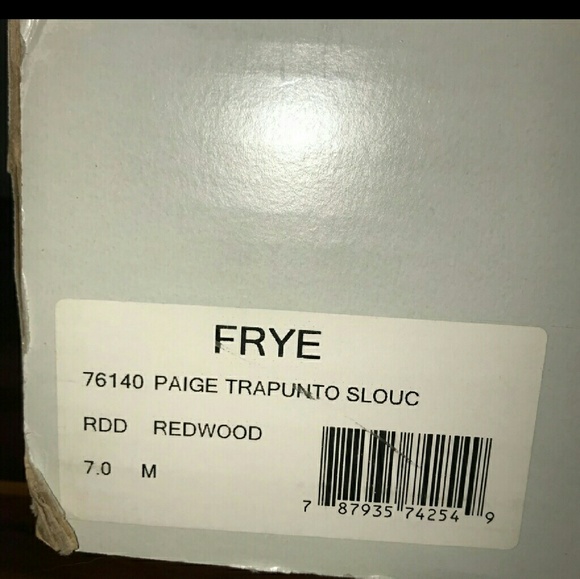 FRYE
76140 PAIGE TRAPUNTO SLOUC
RDD REDWOOD
7.0 M
7 87935 74254 9